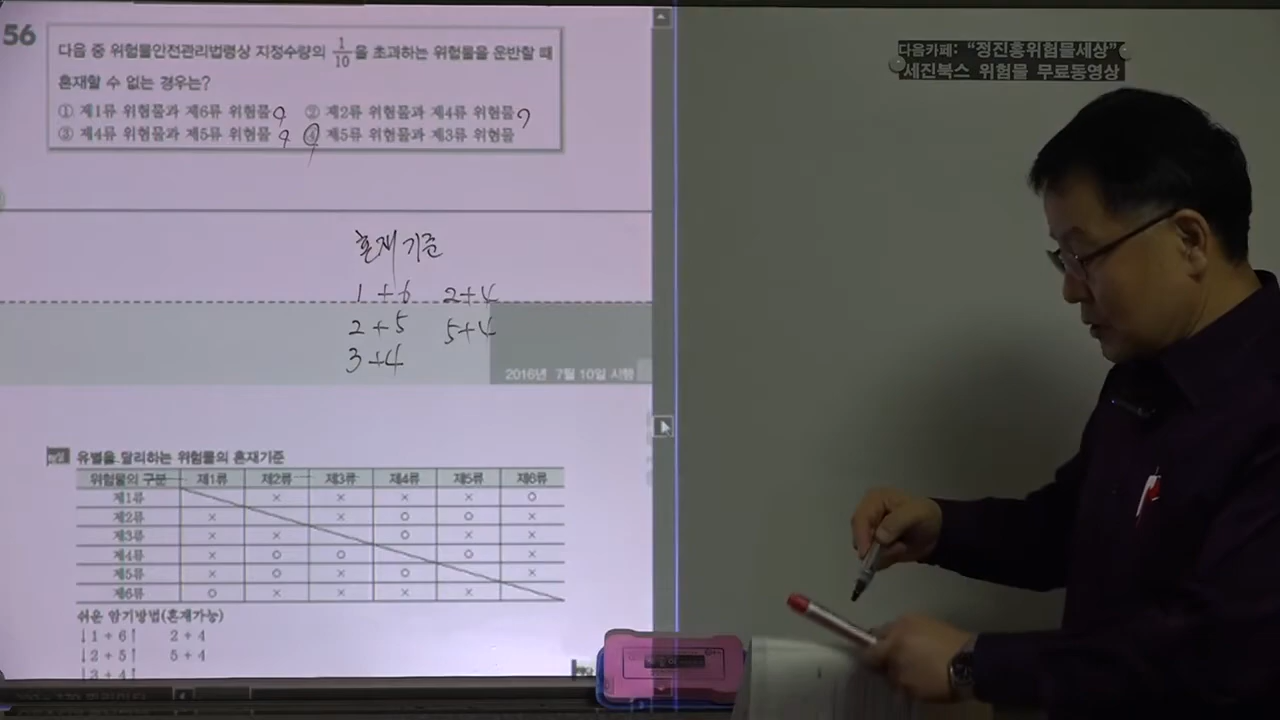 56
다음 중 위험물안전관리법령상 지정수량의 1/10을 초과하는 위험물을 운반할 때
혼재할 수 없는 경우는?
① 제1류 위험물과 제6류 위험물 ② 제2류 위험물과 제4류 위험물
③ 제4류 위험물과 제5류 위험물 ④ 제5류 위험물과 제3류 위험물
혼재기준
1+6 2+4
2+5 5+4
3+4
2016년 7월 10일 시행
유별을 달리하는 위험물의 혼재기준
위험물의 구분 제1류 제2류 제3류 제4류 제5류 제6류
제1류 × × × × ○
제2류 × × ○ ○ ×
제3류 × × ○ × ×
제4류 × ○ ○ ○ ×
제5류 × ○ × ○ ×
제6류 ○ × × × ×
쉬운 암기방법(혼재가능)
↓1 + 6↑ 2 + 4
↓2 + 5↑ 5 + 4
↓3 + 4↑
다음카페: “정진홍위험물세상”
세진북스 위험물 무료동영상